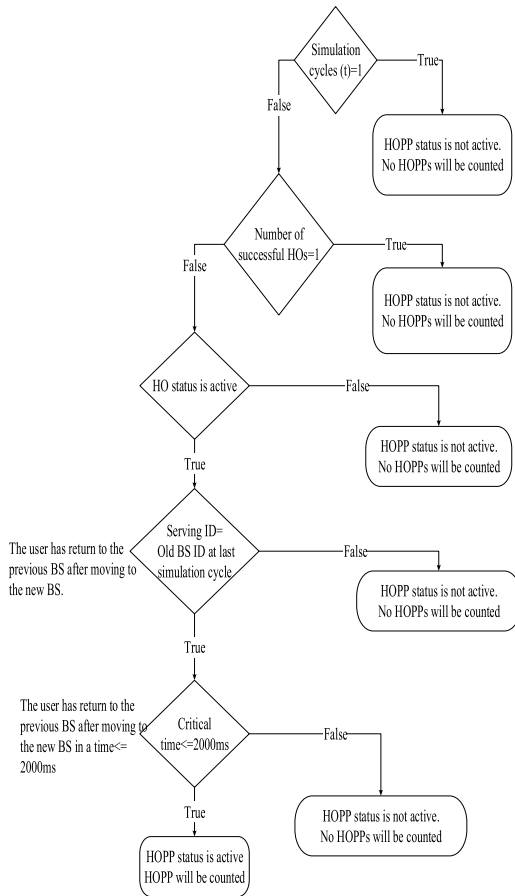 Simulation
cycles (t)=1
True
False
HOPP status is not active.
No HOPPs will be counted
Number of
successful HOs=1
True
False
HOPP status is not active.
No HOPPs will be counted
HO status is active
False
True
HOPP status is not active.
No HOPPs will be counted
Serving ID=
Old BS ID at last
simulation cycle
The user has return to the
previous BS after moving to
the new BS.
False
True
HOPP status is not active.
No HOPPs will be counted
The user has return to the
previous BS after moving to
the new BS in a time<=
2000ms
Critical
time<=2000ms
False
True
HOPP status is not active.
No HOPPs will be counted
HOPP status is active
HOPP will be counted